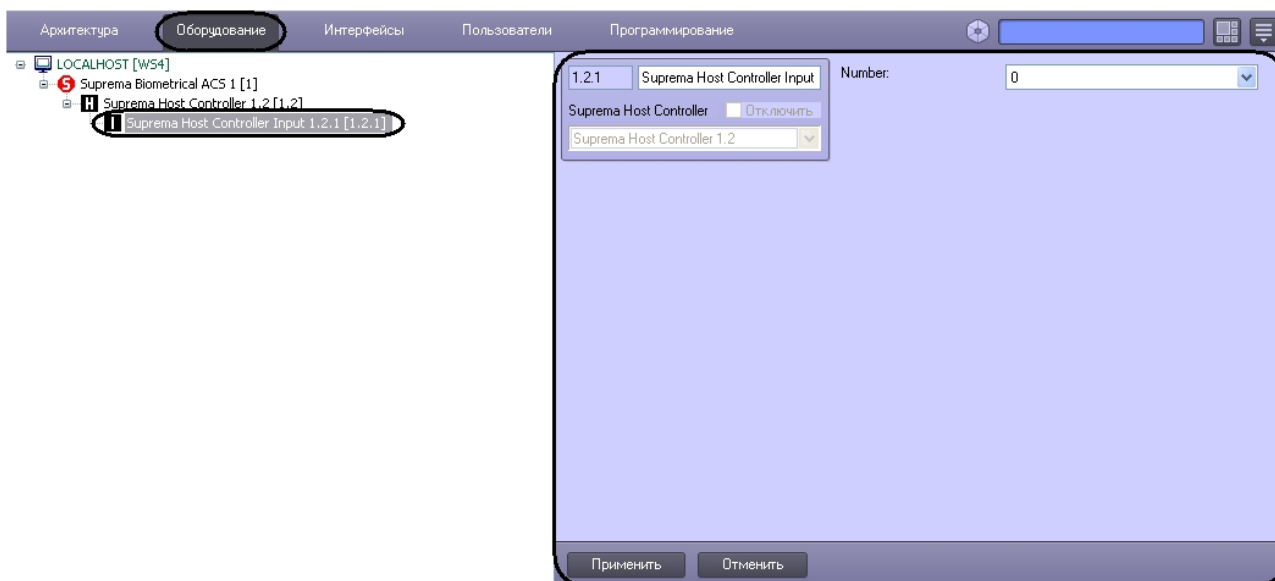 Архитектура Оборудование Интерфейсы Пользователи Программирование
LOCALHOST [WS4]
Suprema Biometrical ACS 1 [1]
Suprema Host Controller 1.2 [1.2]
Suprema Host Controller Input 1.2.1 [1.2.1]
1.2.1 Suprema Host Controller Input
Number: 0
Suprema Host Controller Отключить
Suprema Host Controller 1.2
Применить Отменить